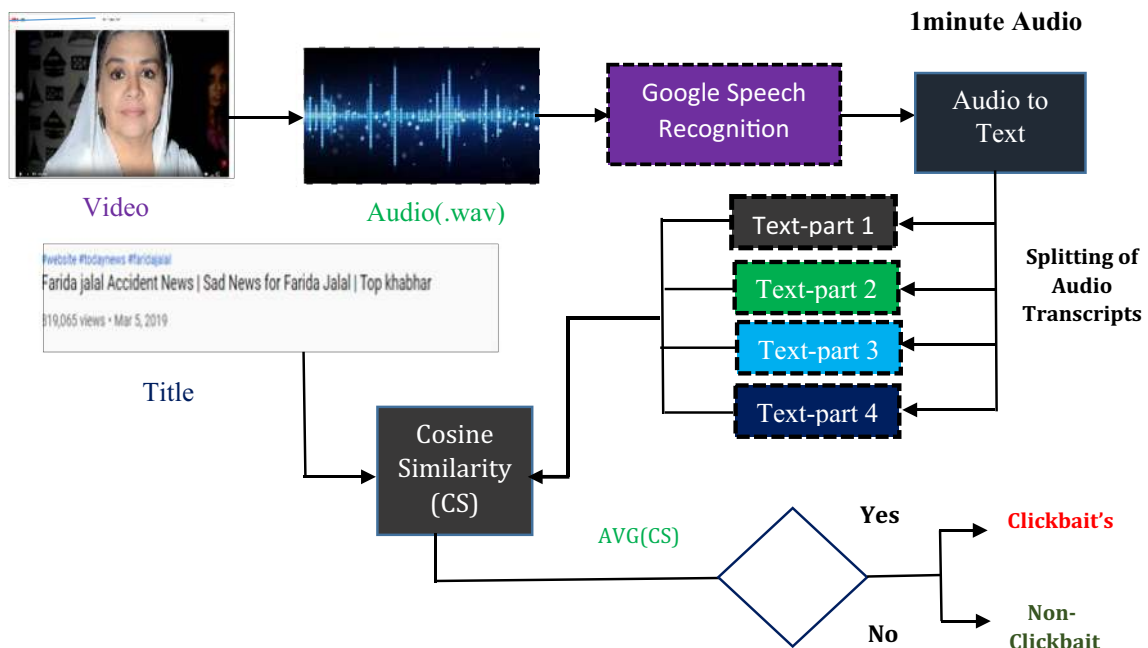 1minute Audio
Google Speech
Recognition
Audio to
Text
Video
Audio(.wav)
Text-part 1
Text-part 2
Text-part 3
Text-part 4
Splitting of
Audio
Transcripts
#website #todaynews #faridajalal
Farida jalal Accident News | Sad News for Farida Jalal | Top khabhar
819,065 views • Mar 5, 2019
Title
Cosine
Similarity
(CS)
AVG(CS)
Yes
No
Clickbait's
Non-
Clickbait